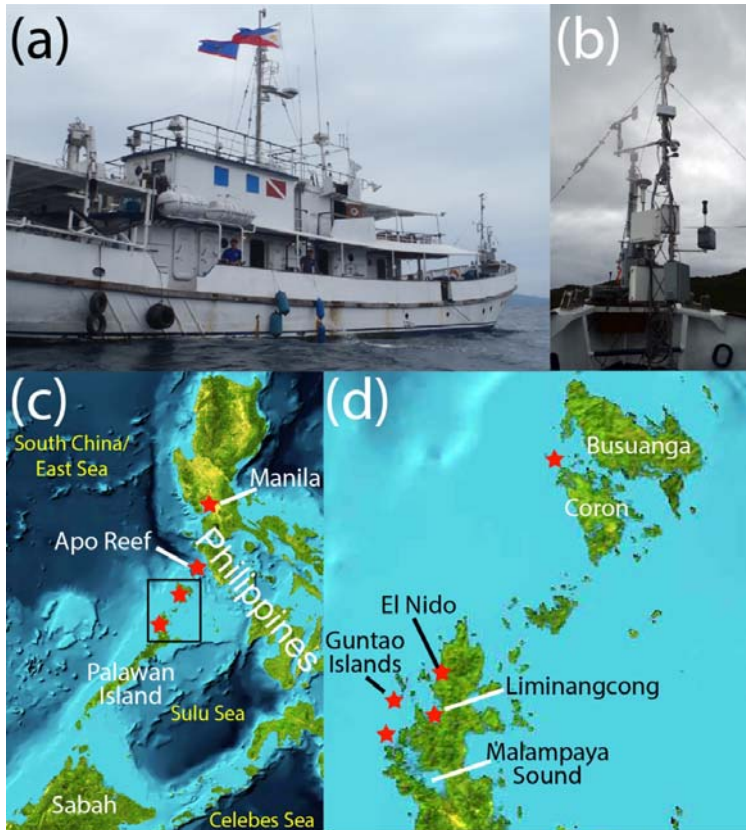 (a)
(b)
(c)
South China/
East Sea
Manila
Apo Reef
Philippines
Palawan
Island
Sulu Sea
Sabah
Celebes Sea
(d)
Busuanga
Coron
El Nido
Guntao
Islands
Liminangcong
Malampaya
Sound